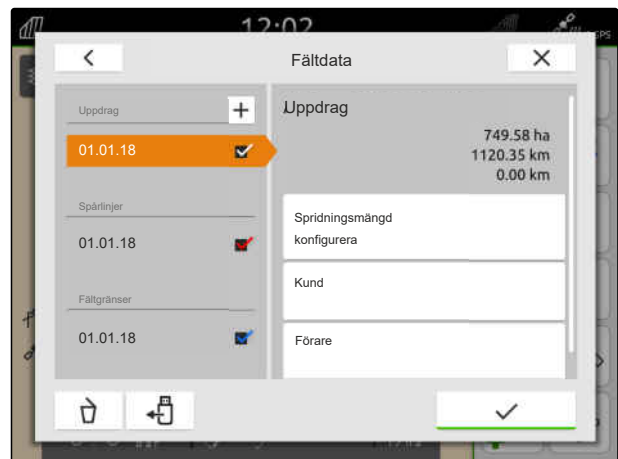 12:02
GPS
Fältdata
Uppdrag
01.01.18
Spårlinjer
01.01.18
Fältgränser
01.01.18
Uppdrag
749.58 ha
1120.35 km
0.00 km
Spridningsmängd
konfigurera
Kund
Förare